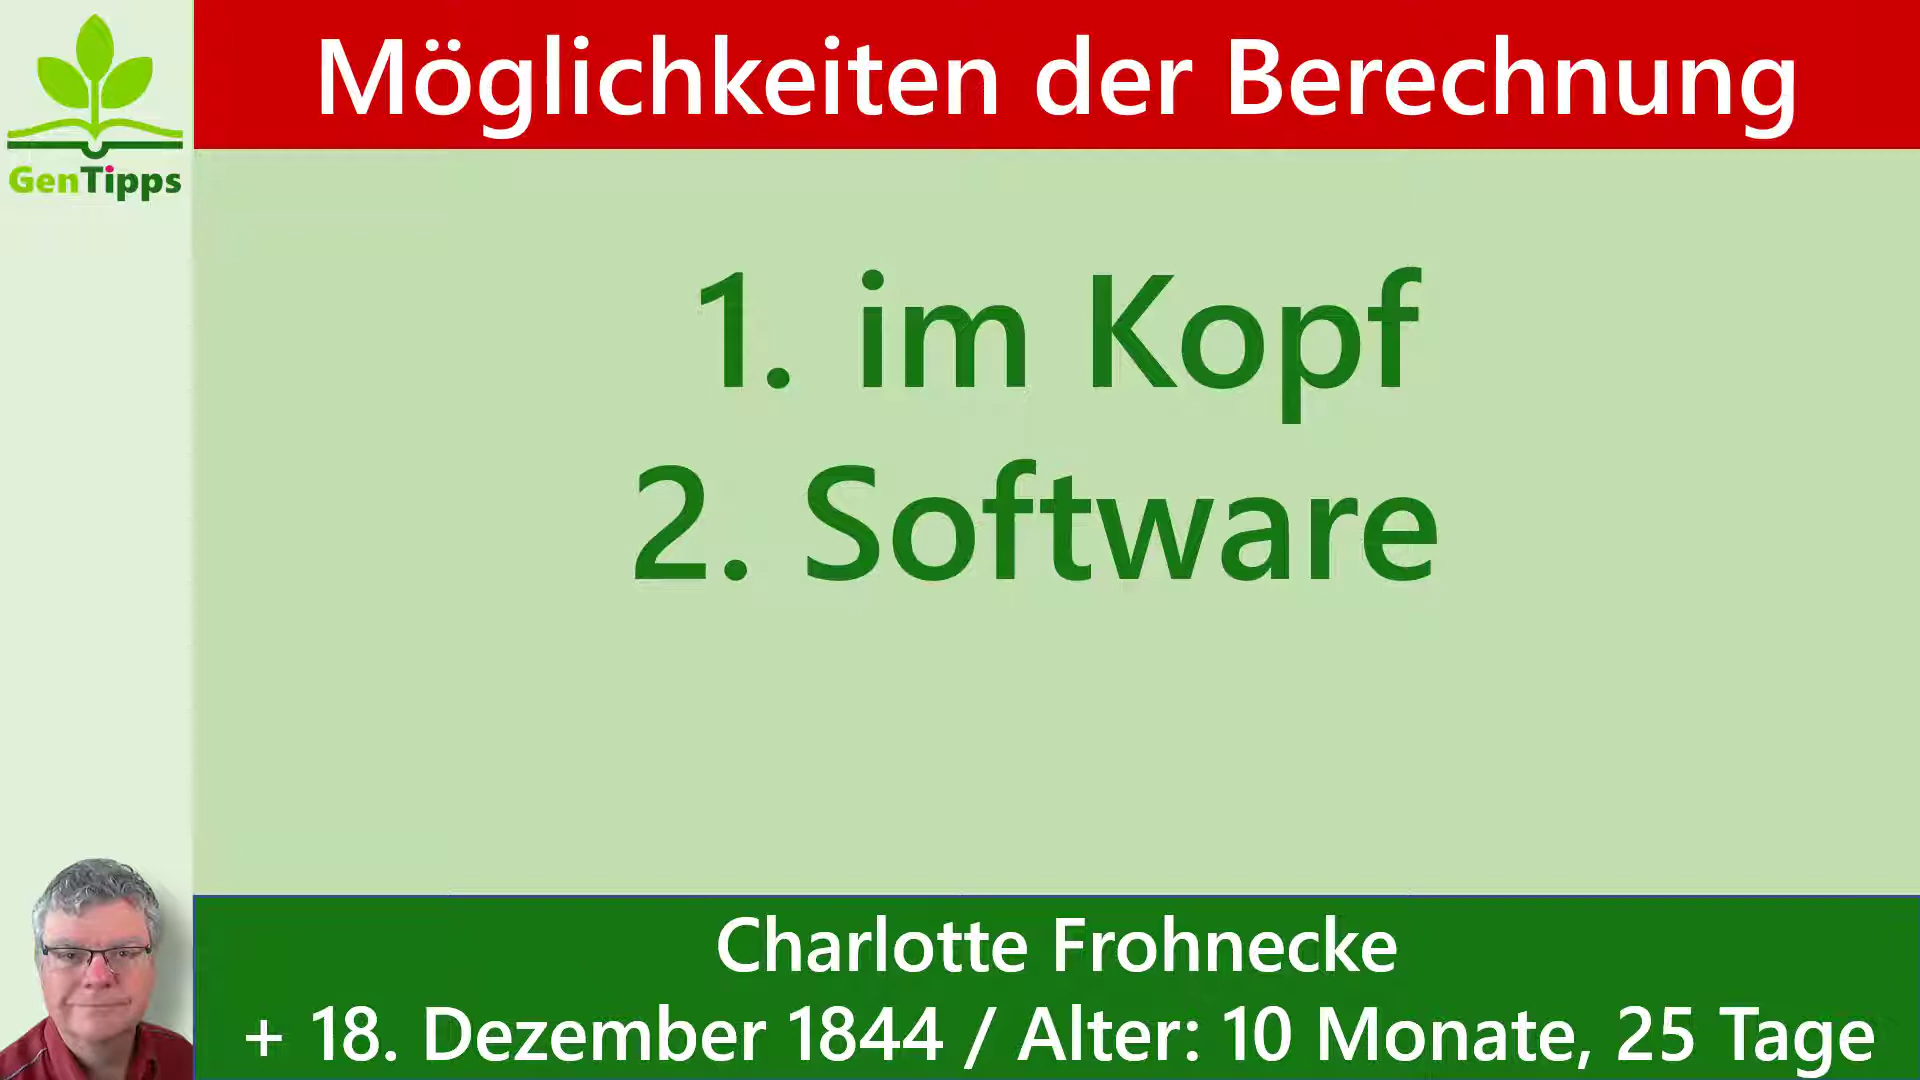 Möglichkeiten der Berechnung
GenTipps
1. im Kopf
2. Software
Charlotte Frohnecke
+ 18. Dezember 1844 / Alter: 10 Monate, 25 Tage